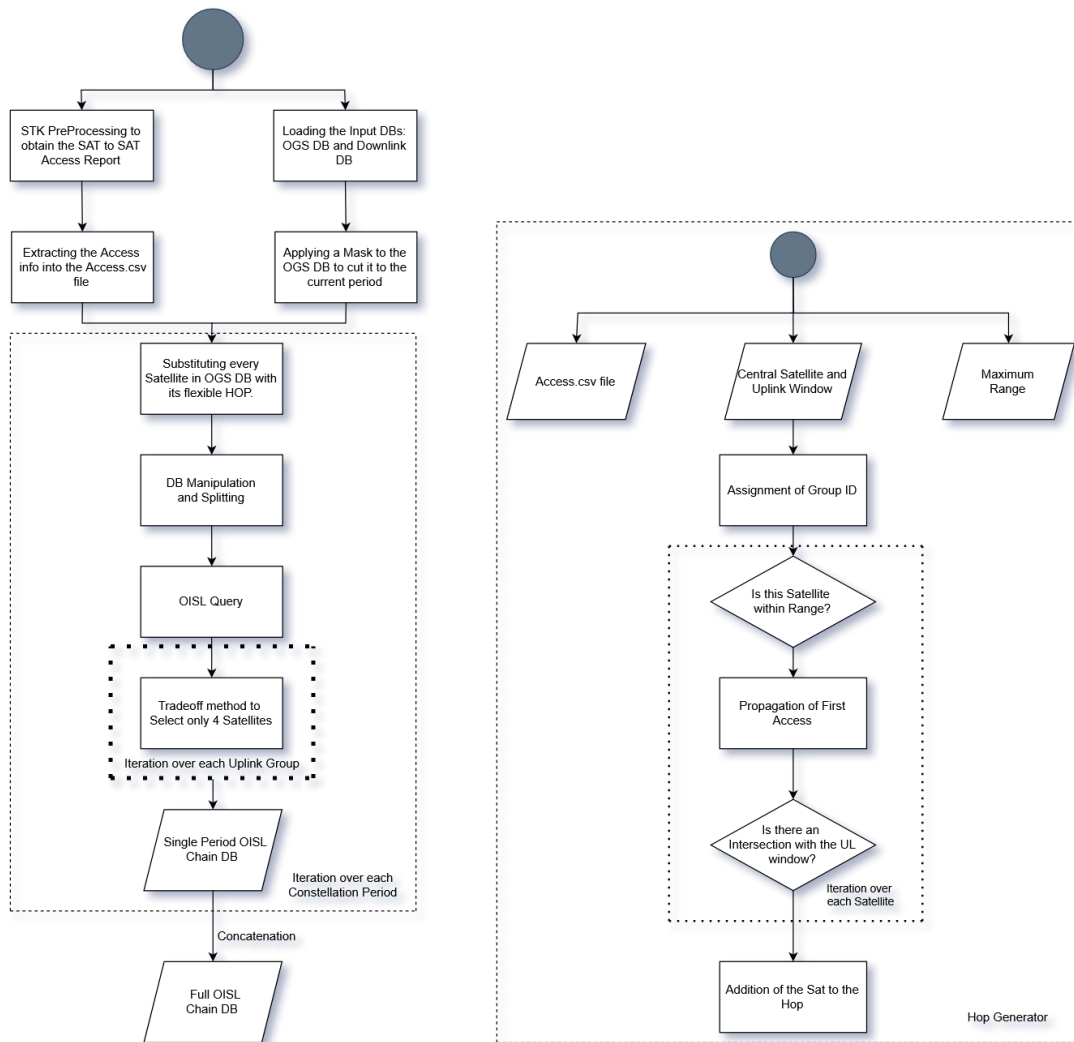 STK PreProcessing to
obtain the SAT to SAT
Access Report
Loading the Input DBs:
OGS DB and Downlink
DB
Extracting the Access
info into the Access.csv
file
Applying a Mask to the
OGS DB to cut it to the
current period
Substituting every
Satellite in OGS DB with
its flexible HOP.
DB Manipulation
and Splitting
OISL Query
Tradeoff method to
Select only 4 Satellites
Iteration over each Uplink Group
Single Period OISL
Chain DB
Iteration over each
Constellation Period
Concatenation
Full OISL
Chain DB
Access.csv file
Central Satellite and
Uplink Window
Maximum
Range
Assignment of Group ID
Is this Satellite
within Range?
Propagation of First
Access
Is there an
Intersection with the UL
window?
Iteration over
each Satellite
Addition of the Sat to the
Hop
Hop Generator